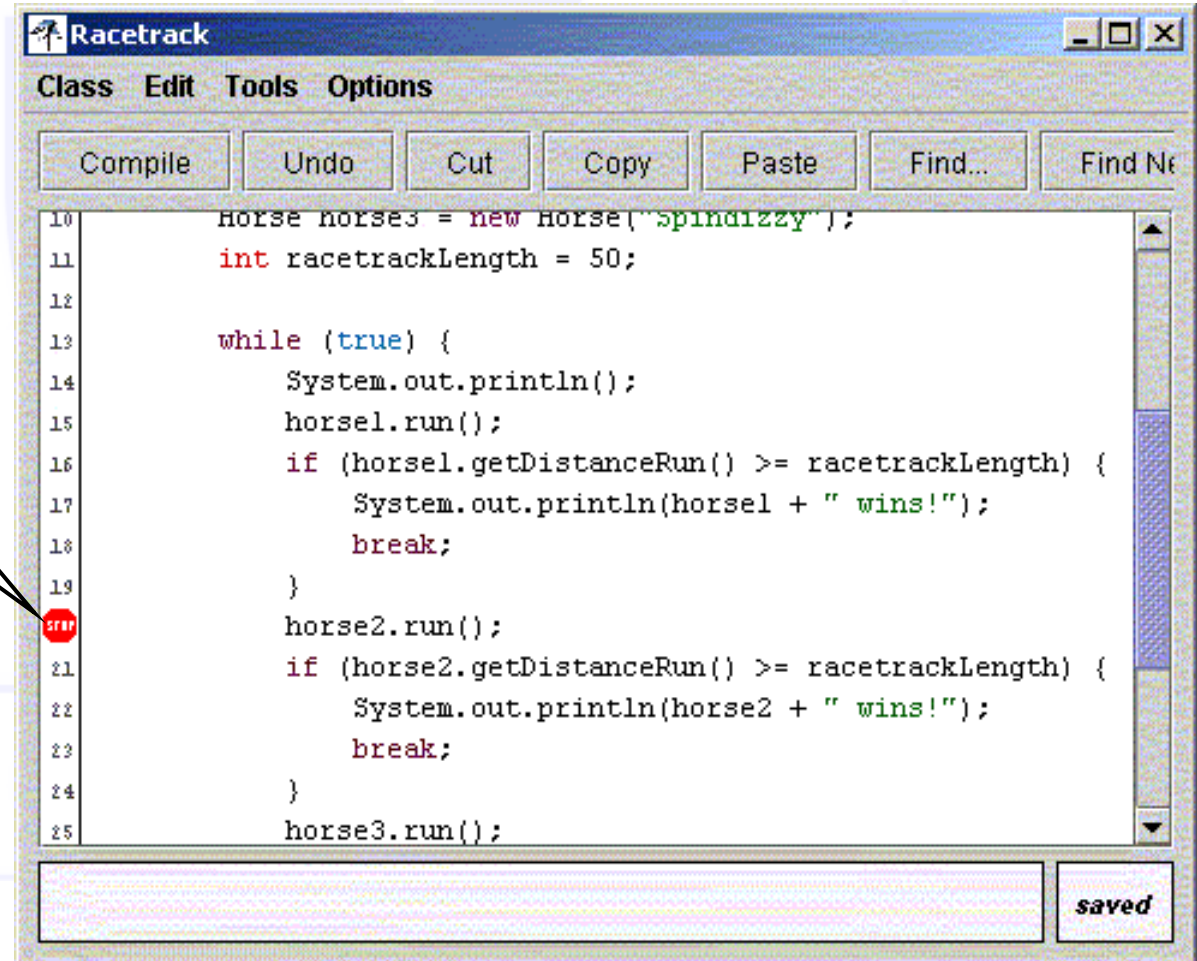 Racetrack
Class Edit Tools Options
Compile Undo Cut Copy Paste Find... Find Ne
10 Horse horse3 = new Horse("Spindizzy");
11 int racetrackLength = 50;
12
13 while (true) {
14 System.out.println();
15 horse1.run();
16 if (horse1.getDistanceRun() >= racetrackLength) {
17 System.out.println(horse1 + " wins!");
18 break;
19 }
STOP horse2.run();
21 if (horse2.getDistanceRun() >= racetrackLength) {
22 System.out.println(horse2 + " wins!");
23 break;
24 }
25 horse3.run();
saved